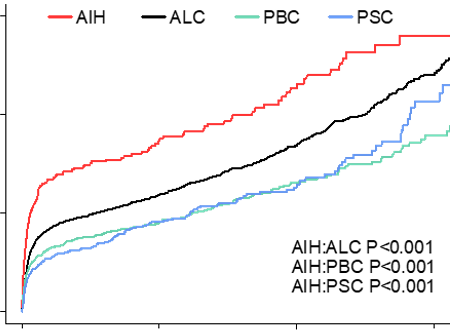 AIH ALC PBC PSC
AIH:ALC P<0.001
AIH:PBC P<0.001
AIH:PSC P<0.001